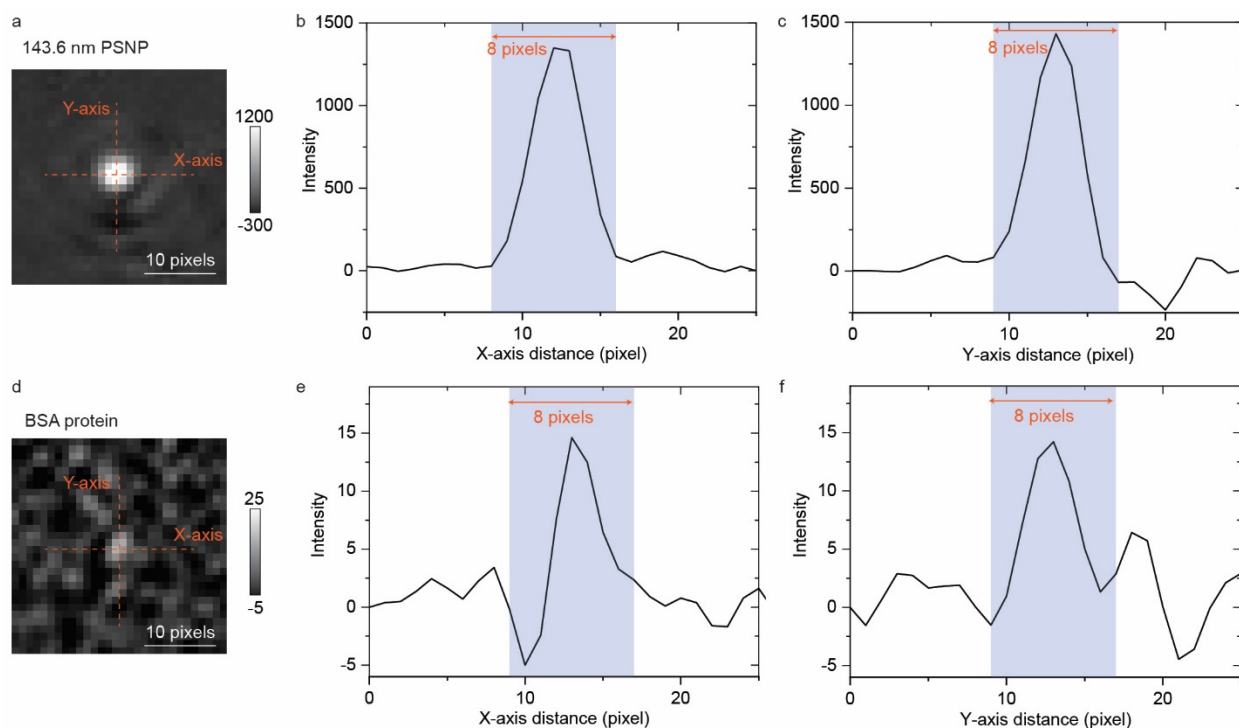 a
143.6 nm PSNP
Y-axis
X-axis
10 pixels
1200
-300
b
1500
1000
500
0
Intensity
8 pixels
0 10 20
X-axis distance (pixel)
c
1500
1000
500
0
Intensity
8 pixels
0 10 20
Y-axis distance (pixel)
d
BSA protein
Y-axis
X-axis
10 pixels
25
-5
e
15
10
5
0
-5
Intensity
8 pixels
0 10 20
X-axis distance (pixel)
f
15
10
5
0
-5
Intensity
8 pixels
0 10 20
Y-axis distance (pixel)